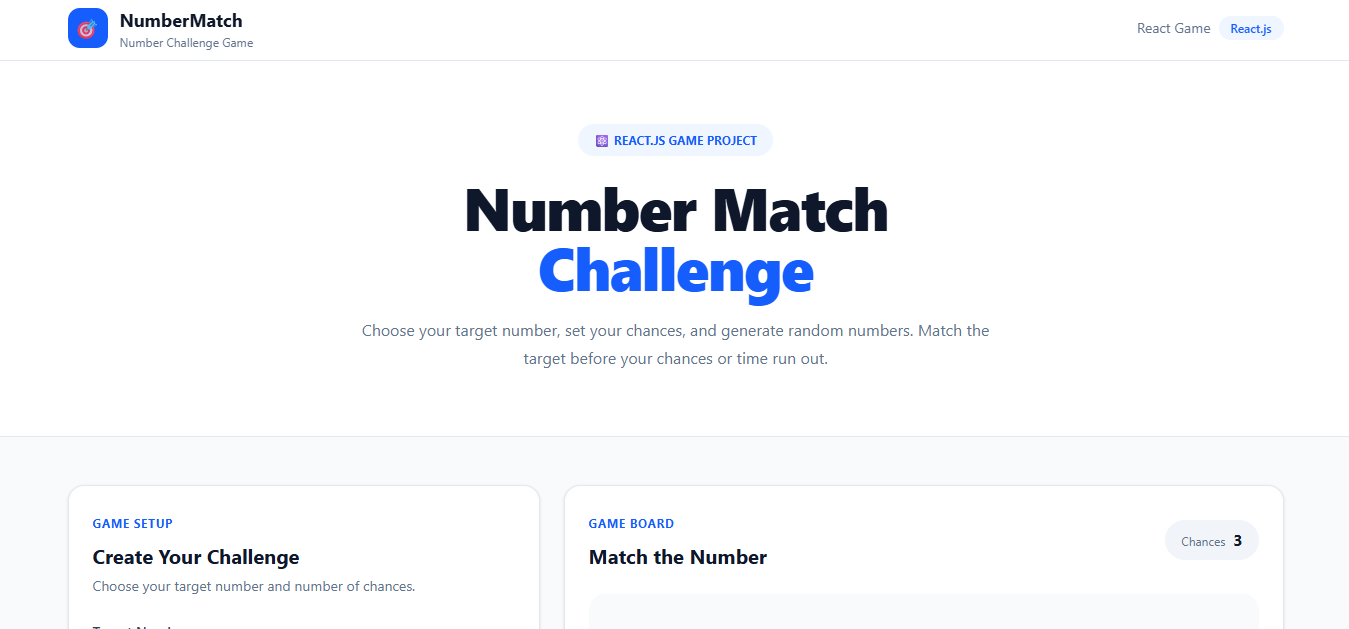 NumberMatch
Number Challenge Game
React Game
React.js
REACT.JS GAME PROJECT
Number Match
Challenge
Choose your target number, set your chances, and generate random numbers. Match the
target before your chances or time run out.
GAME SETUP
Create Your Challenge
Choose your target number and number of chances.
GAME BOARD
Match the Number
Chances 3